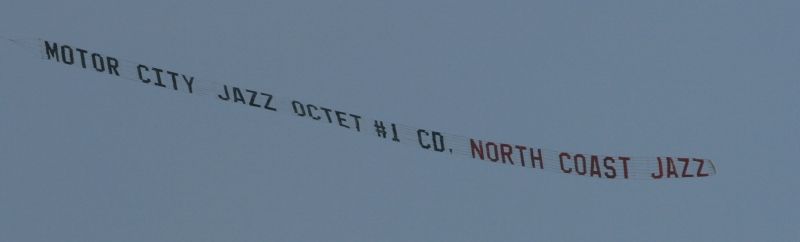 MOTOR CITY JAZZ OCTET #1 CD, NORTH COAST JAZZ